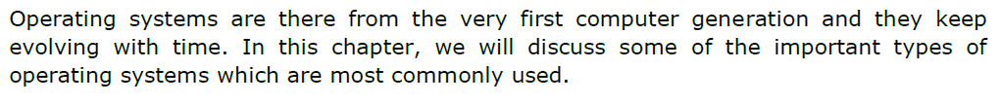 Operating systems are there from the very first computer generation and they keep
evolving with time. In this chapter, we will discuss some of the important types of
operating systems which are most commonly used.